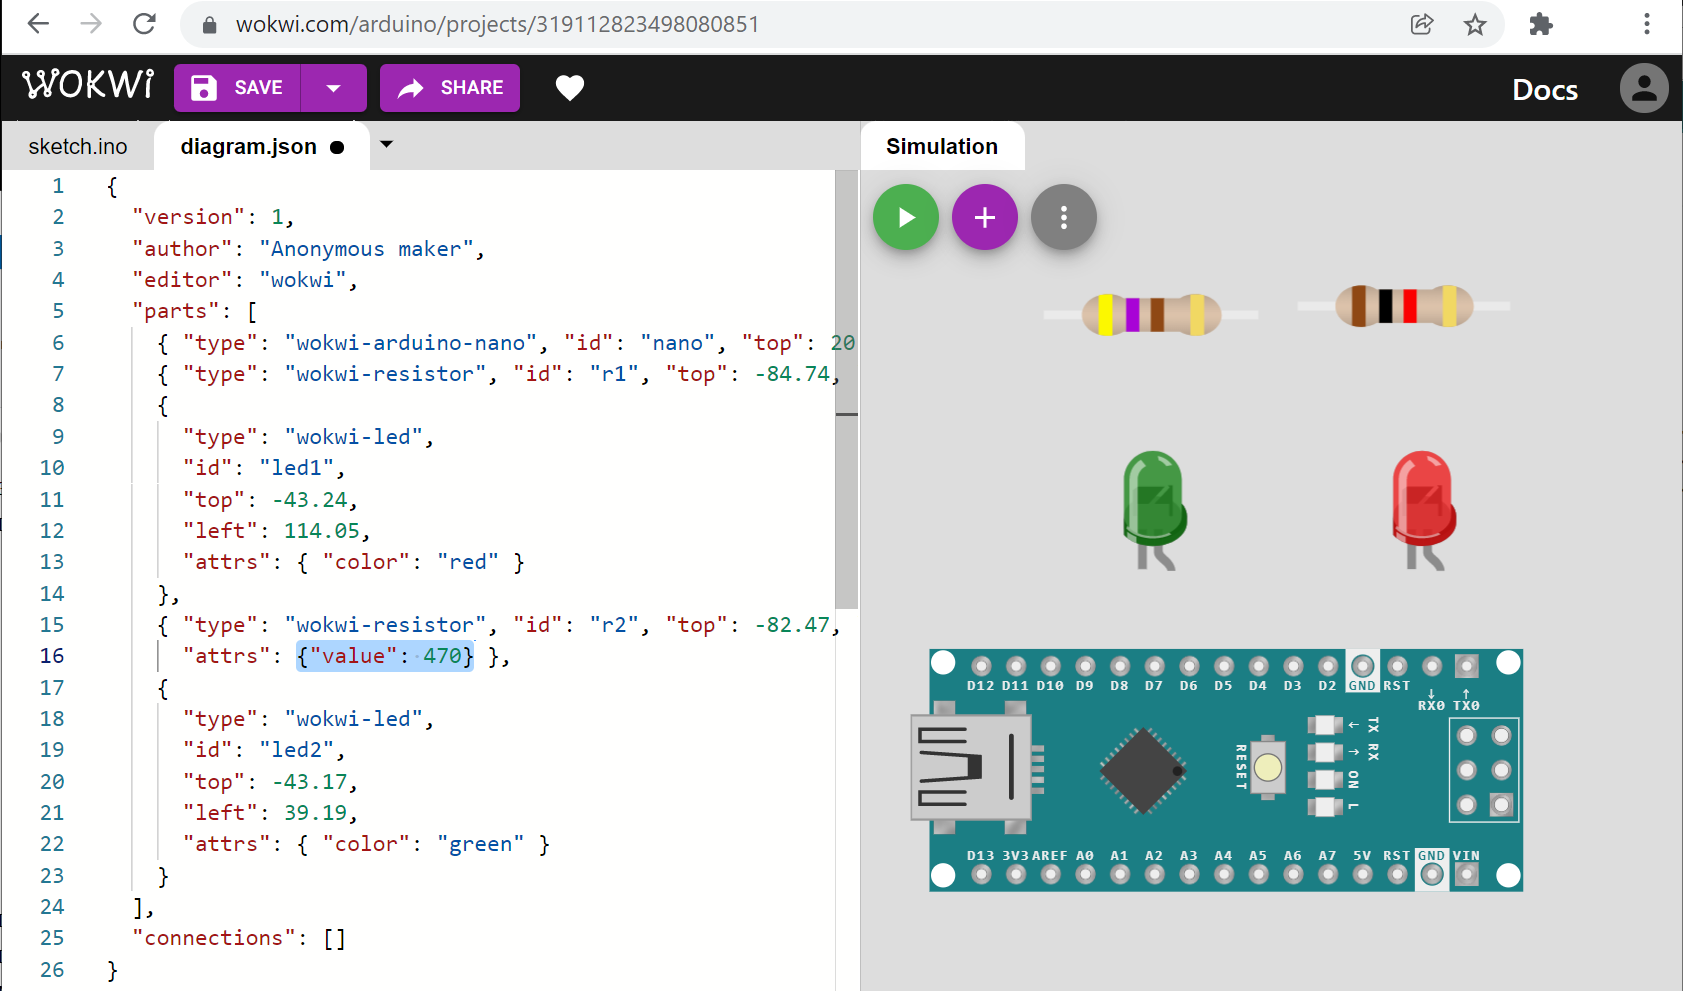 wokwi.com/arduino/projects/319112823498080851
WOKWi
SAVE
SHARE
Docs
sketch.ino
diagram.json
Simulation
1 {
2 "version": 1,
3 "author": "Anonymous maker",
4 "editor": "wokwi",
5 "parts": [
6 { "type": "wokwi-arduino-nano", "id": "nano", "top": 20
7 { "type": "wokwi-resistor", "id": "r1", "top": -84.74,
8 {
9 "type": "wokwi-led",
10 "id": "led1",
11 "top": -43.24,
12 "left": 114.05,
13 "attrs": { "color": "red" }
14 },
15 { "type": "wokwi-resistor", "id": "r2", "top": -82.47,
16 "attrs": {"value": 470} },
17 {
18 "type": "wokwi-led",
19 "id": "led2",
20 "top": -43.17,
21 "left": 39.19,
22 "attrs": { "color": "green" }
23 }
24 ],
25 "connections": []
26 }
D12 D11 D10 D9 D8 D7 D6 D5 D4 D3 D2 GND RST
RX0 TX0
RESET
TX
RX
ON
L
D13 3V3 AREF A0 A1 A2 A3 A4 A5 A6 A7 5V RST GND VIN